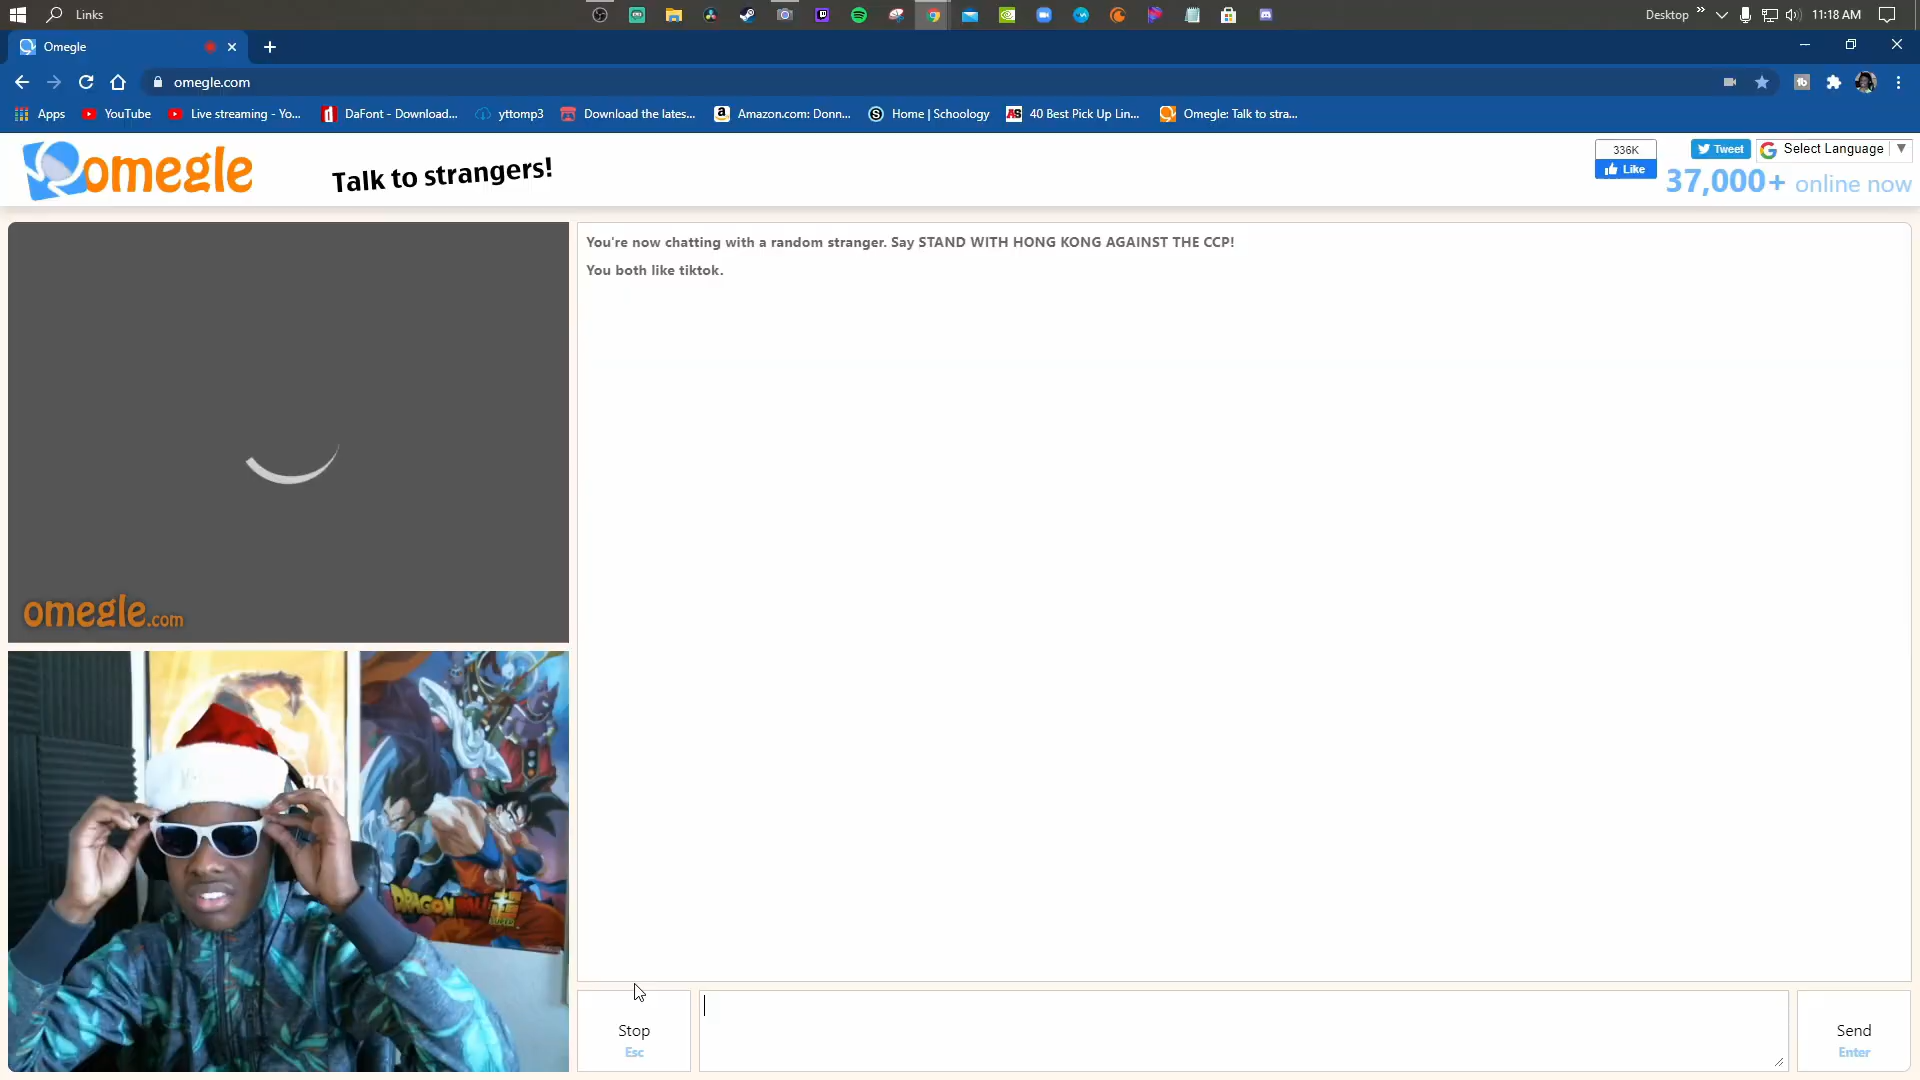 Links
Desktop
11:18 AM
Omegle
omegle.com
Apps
YouTube
Live streaming - Yo...
DaFont - Download...
yttomp3
Download the latest...
Amazon.com: Donn...
Home | Schoology
40 Best Pick Up Lin...
Omegle: Talk to stra...
omegle
Talk to strangers!
336K
Like
Tweet
Select Language
37,000+ online now
You're now chatting with a random stranger. Say STAND WITH HONG KONG AGAINST THE CCP!
You both like tiktok.
omegle.com
DRAGONBALL
Stop
Esc
Send
Enter